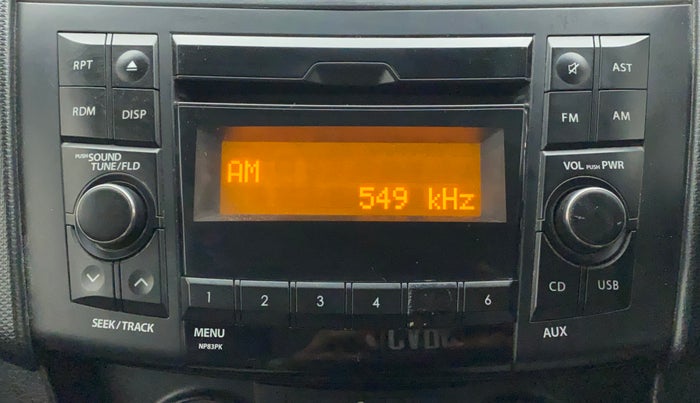 RPT
AST
RDM
DISP
FM
AM
PUSH SOUND
TUNE/FLD
VOL PUSH PWR
AM
549 kHz
1
2
3
4
6
CD
USB
SEEK/TRACK
MENU
NP83PK
AUX